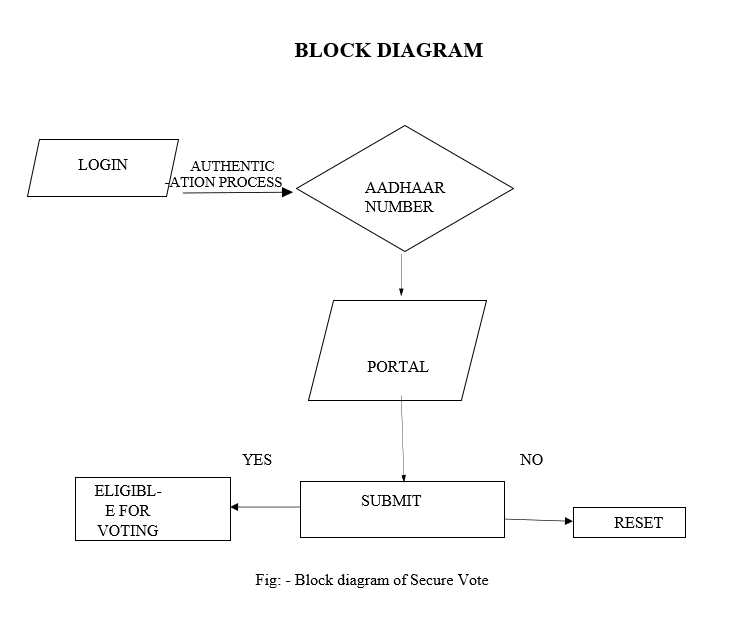 BLOCK DIAGRAM
LOGIN
AUTHENTIC
-ATION PROCESS
AADHAAR
NUMBER
PORTAL
YES
NO
ELIGIBL-
E FOR
VOTING
SUBMIT
RESET
Fig: - Block diagram of Secure Vote